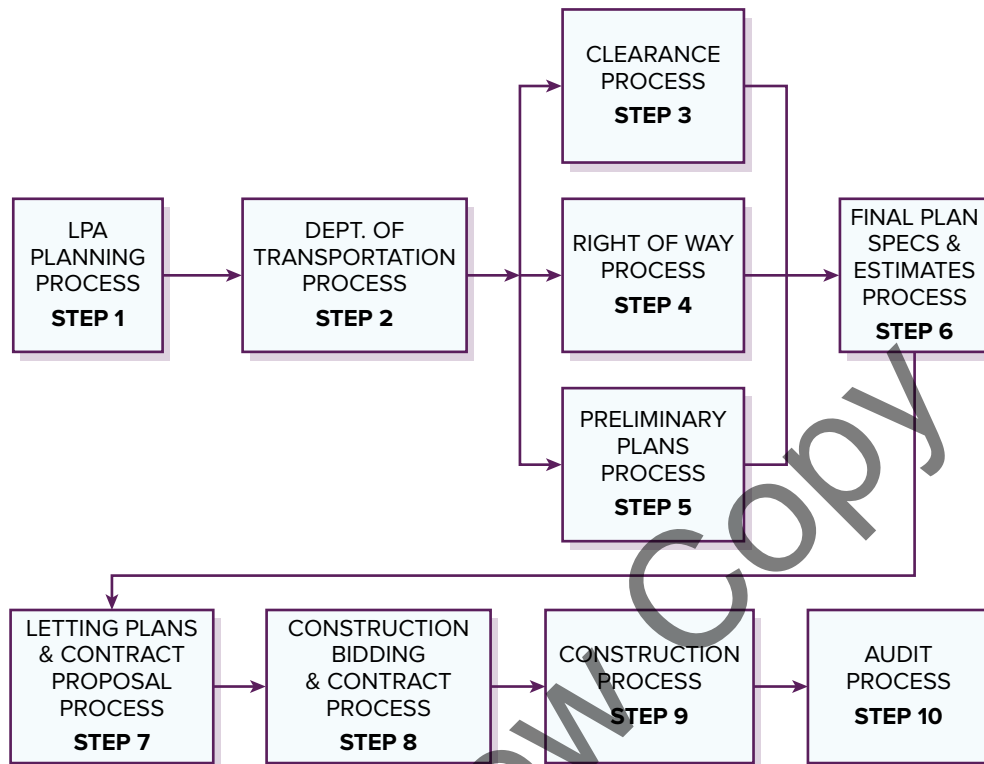 LPA
PLANNING
PROCESS
STEP 1
DEPT. OF
TRANSPORTATION
PROCESS
STEP 2
CLEARANCE
PROCESS
STEP 3
RIGHT OF WAY
PROCESS
STEP 4
PRELIMINARY
PLANS
PROCESS
STEP 5
FINAL PLAN
SPECS &
ESTIMATES
PROCESS
STEP 6
LETTING PLANS
& CONTRACT
PROPOSAL
PROCESS
STEP 7
CONSTRUCTION
BIDDING
& CONTRACT
PROCESS
STEP 8
CONSTRUCTION
PROCESS
STEP 9
AUDIT
PROCESS
STEP 10
Copy